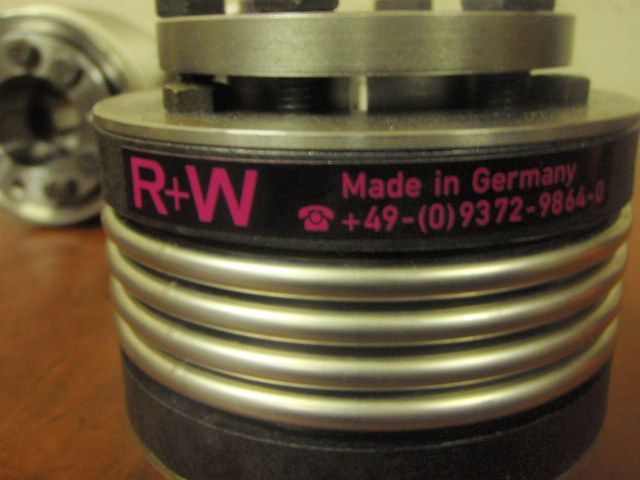 R+W
Made in Germany
☎ +49-(0)9372-9864-0